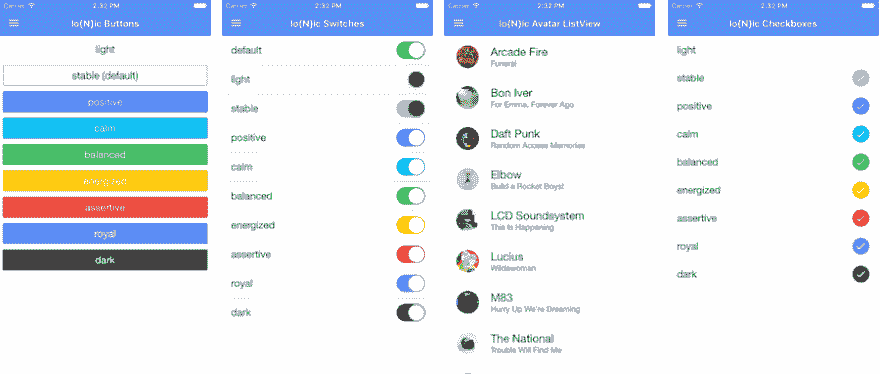 Carrier 2:32 PM
Io{N}ic Buttons
light
stable (default)
positive
calm
balanced
energized
assertive
royal
dark
Carrier 2:32 PM
Io{N}ic Switches
default
light
stable
positive
calm
balanced
energized
assertive
royal
dark
Carrier 2:32 PM
Io{N}ic Avatar ListView
Arcade Fire
Funeral
Bon Iver
For Emma, Forever Ago
Daft Punk
Random Access Memories
Elbow
Build a Rocket Boys!
LCD Soundsystem
This Is Happening
Lucius
Wildewoman
M83
Hurry Up We're Dreaming
The National
Trouble Will Find Me
Carrier 2:32 PM
Io{N}ic Checkboxes
light
stable
positive
calm
balanced
energized
assertive
royal
dark